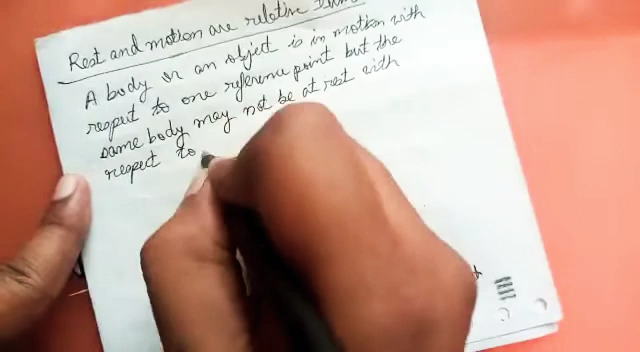 Rest and motion are relative
A body or an object is in motion with
respect to one reference point but the
same body may not be at rest with
respect to